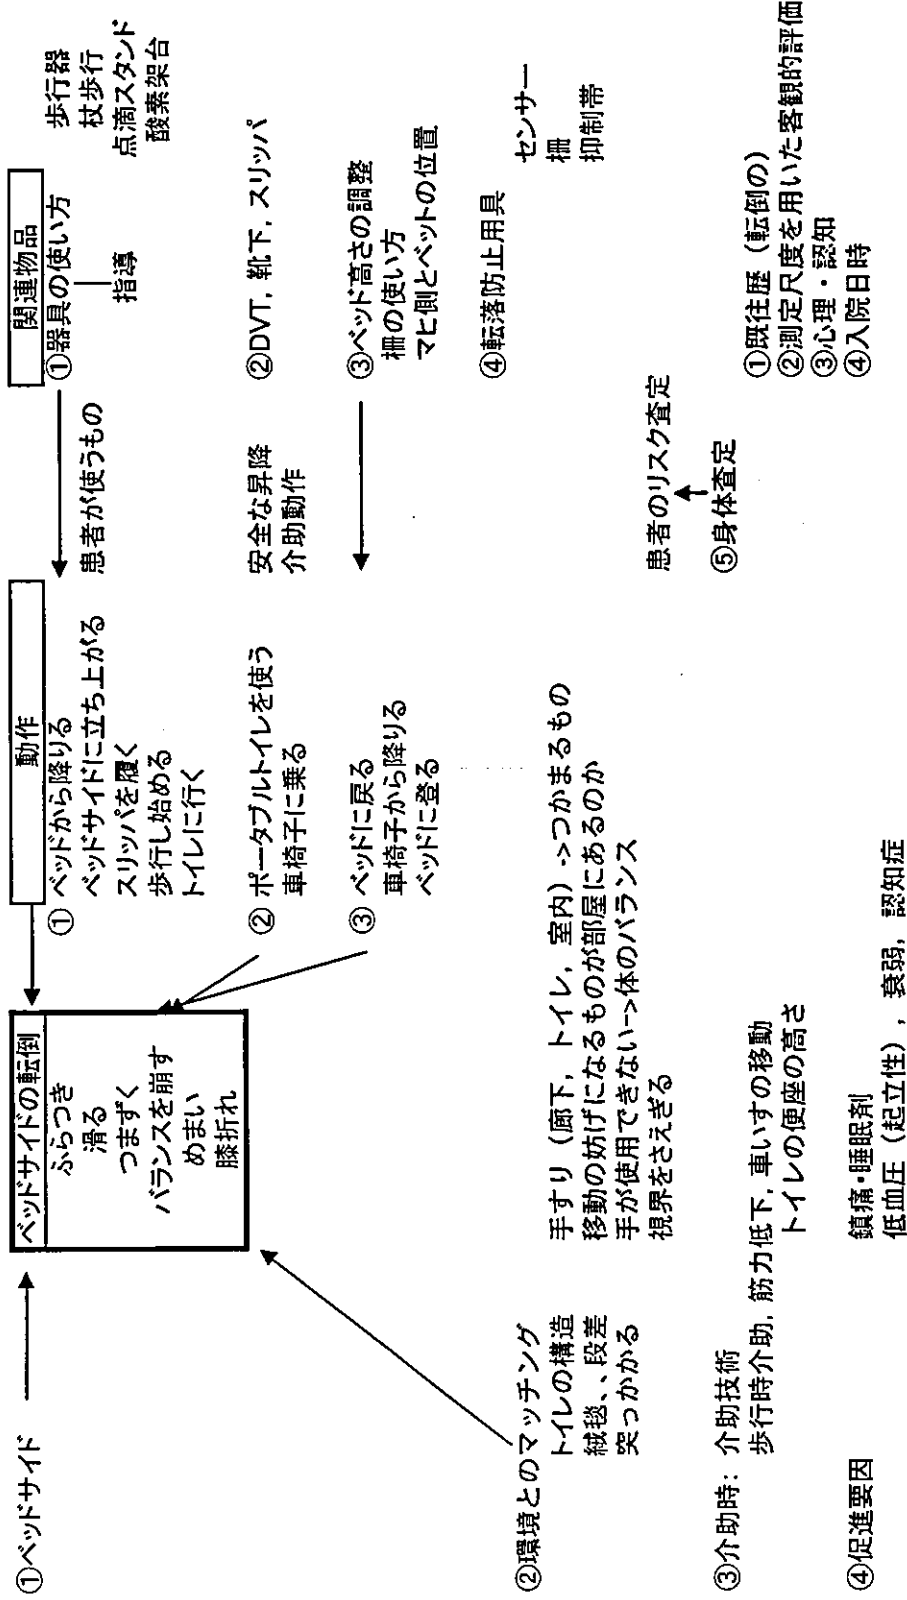 ①ベッドサイド
ベッドサイドの転倒
ふらつき
滑る
つまずく
バランスを崩す
めまい
膝折れ
動作
① ベッドから降りる
ベッドサイドに立ち上がる
スリッパを履く
歩行し始める
トイレに行く
② ポータブルトイレを使う
車椅子に乗る
③ ベッドに戻る
車椅子から降りる
ベッドに登る
患者が使うもの
安全な昇降
介助動作
関連物品
①器具の使い方
指導
歩行器
杖歩行
点滴スタンド
酸素架台
②DVT, 靴下, スリッパ
③ベッド高さの調整
柵の使い方
マヒ側とベットの位置
④転落防止用具
センサー
柵
抑制帯
②環境とのマッチング
トイレの構造
絨毯、、段差
突っかかる
手すり（廊下，トイレ，室内）->つかまるもの
移動の妨げになるものが部屋にあるのか
手が使用できない->体のバランス
視界をさえぎる
③介助時: 介助技術
歩行時介助, 筋力低下, 車いすの移動
トイレの便座の高さ
④促進要因
鎮痛・睡眠剤
低血圧（起立性），衰弱，認知症
患者のリスク査定
⑤身体査定
①既往歴（転倒の）
②測定尺度を用いた客観的評価
③心理・認知
④入院日時